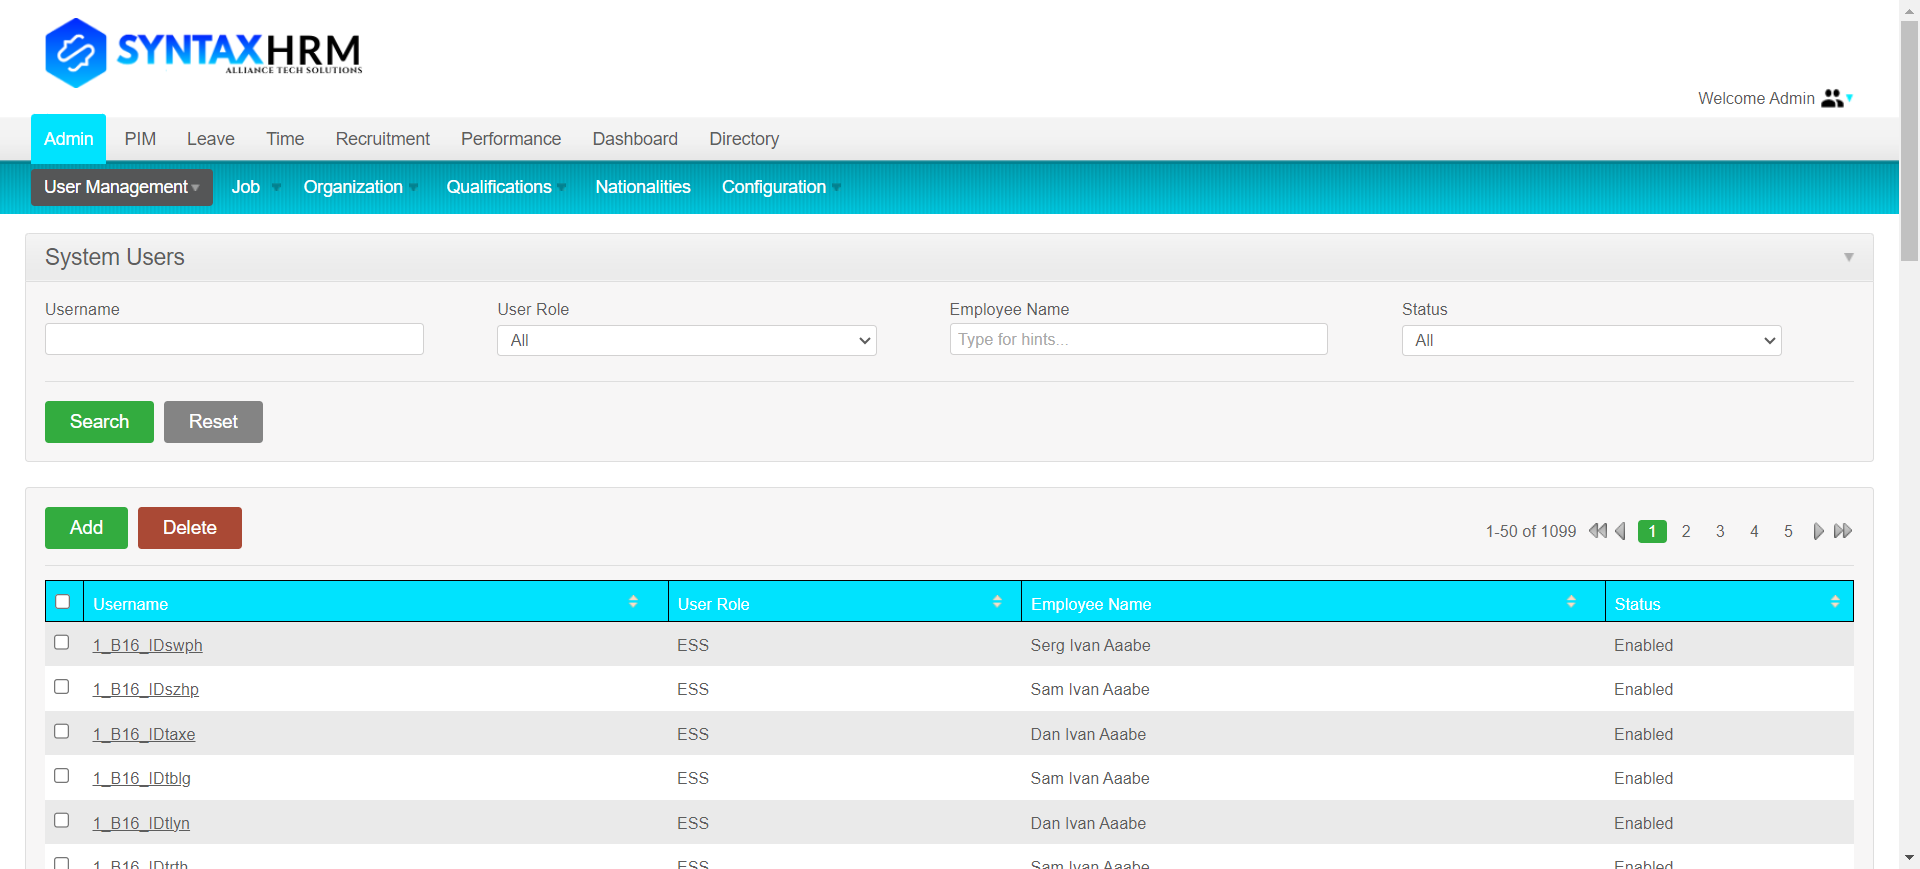 SYNTAXHRM
ALLIANCE TECH SOLUTIONS
Welcome Admin
Admin PIM Leave Time Recruitment Performance Dashboard Directory
User Management Job Organization Qualifications Nationalities Configuration
System Users
Username User Role Employee Name Status
All Type for hints... All
Search Reset
Add Delete 1-50 of 1099 1 2 3 4 5
Username User Role Employee Name Status
1_B16_IDswph ESS Serg Ivan Aaabe Enabled
1_B16_IDszhp ESS Sam Ivan Aaabe Enabled
1_B16_IDtaxe ESS Dan Ivan Aaabe Enabled
1_B16_IDtblg ESS Sam Ivan Aaabe Enabled
1_B16_IDtlyn ESS Dan Ivan Aaabe Enabled
1_B16_IDtrth ESS Sam Ivan Aaabe Enabled